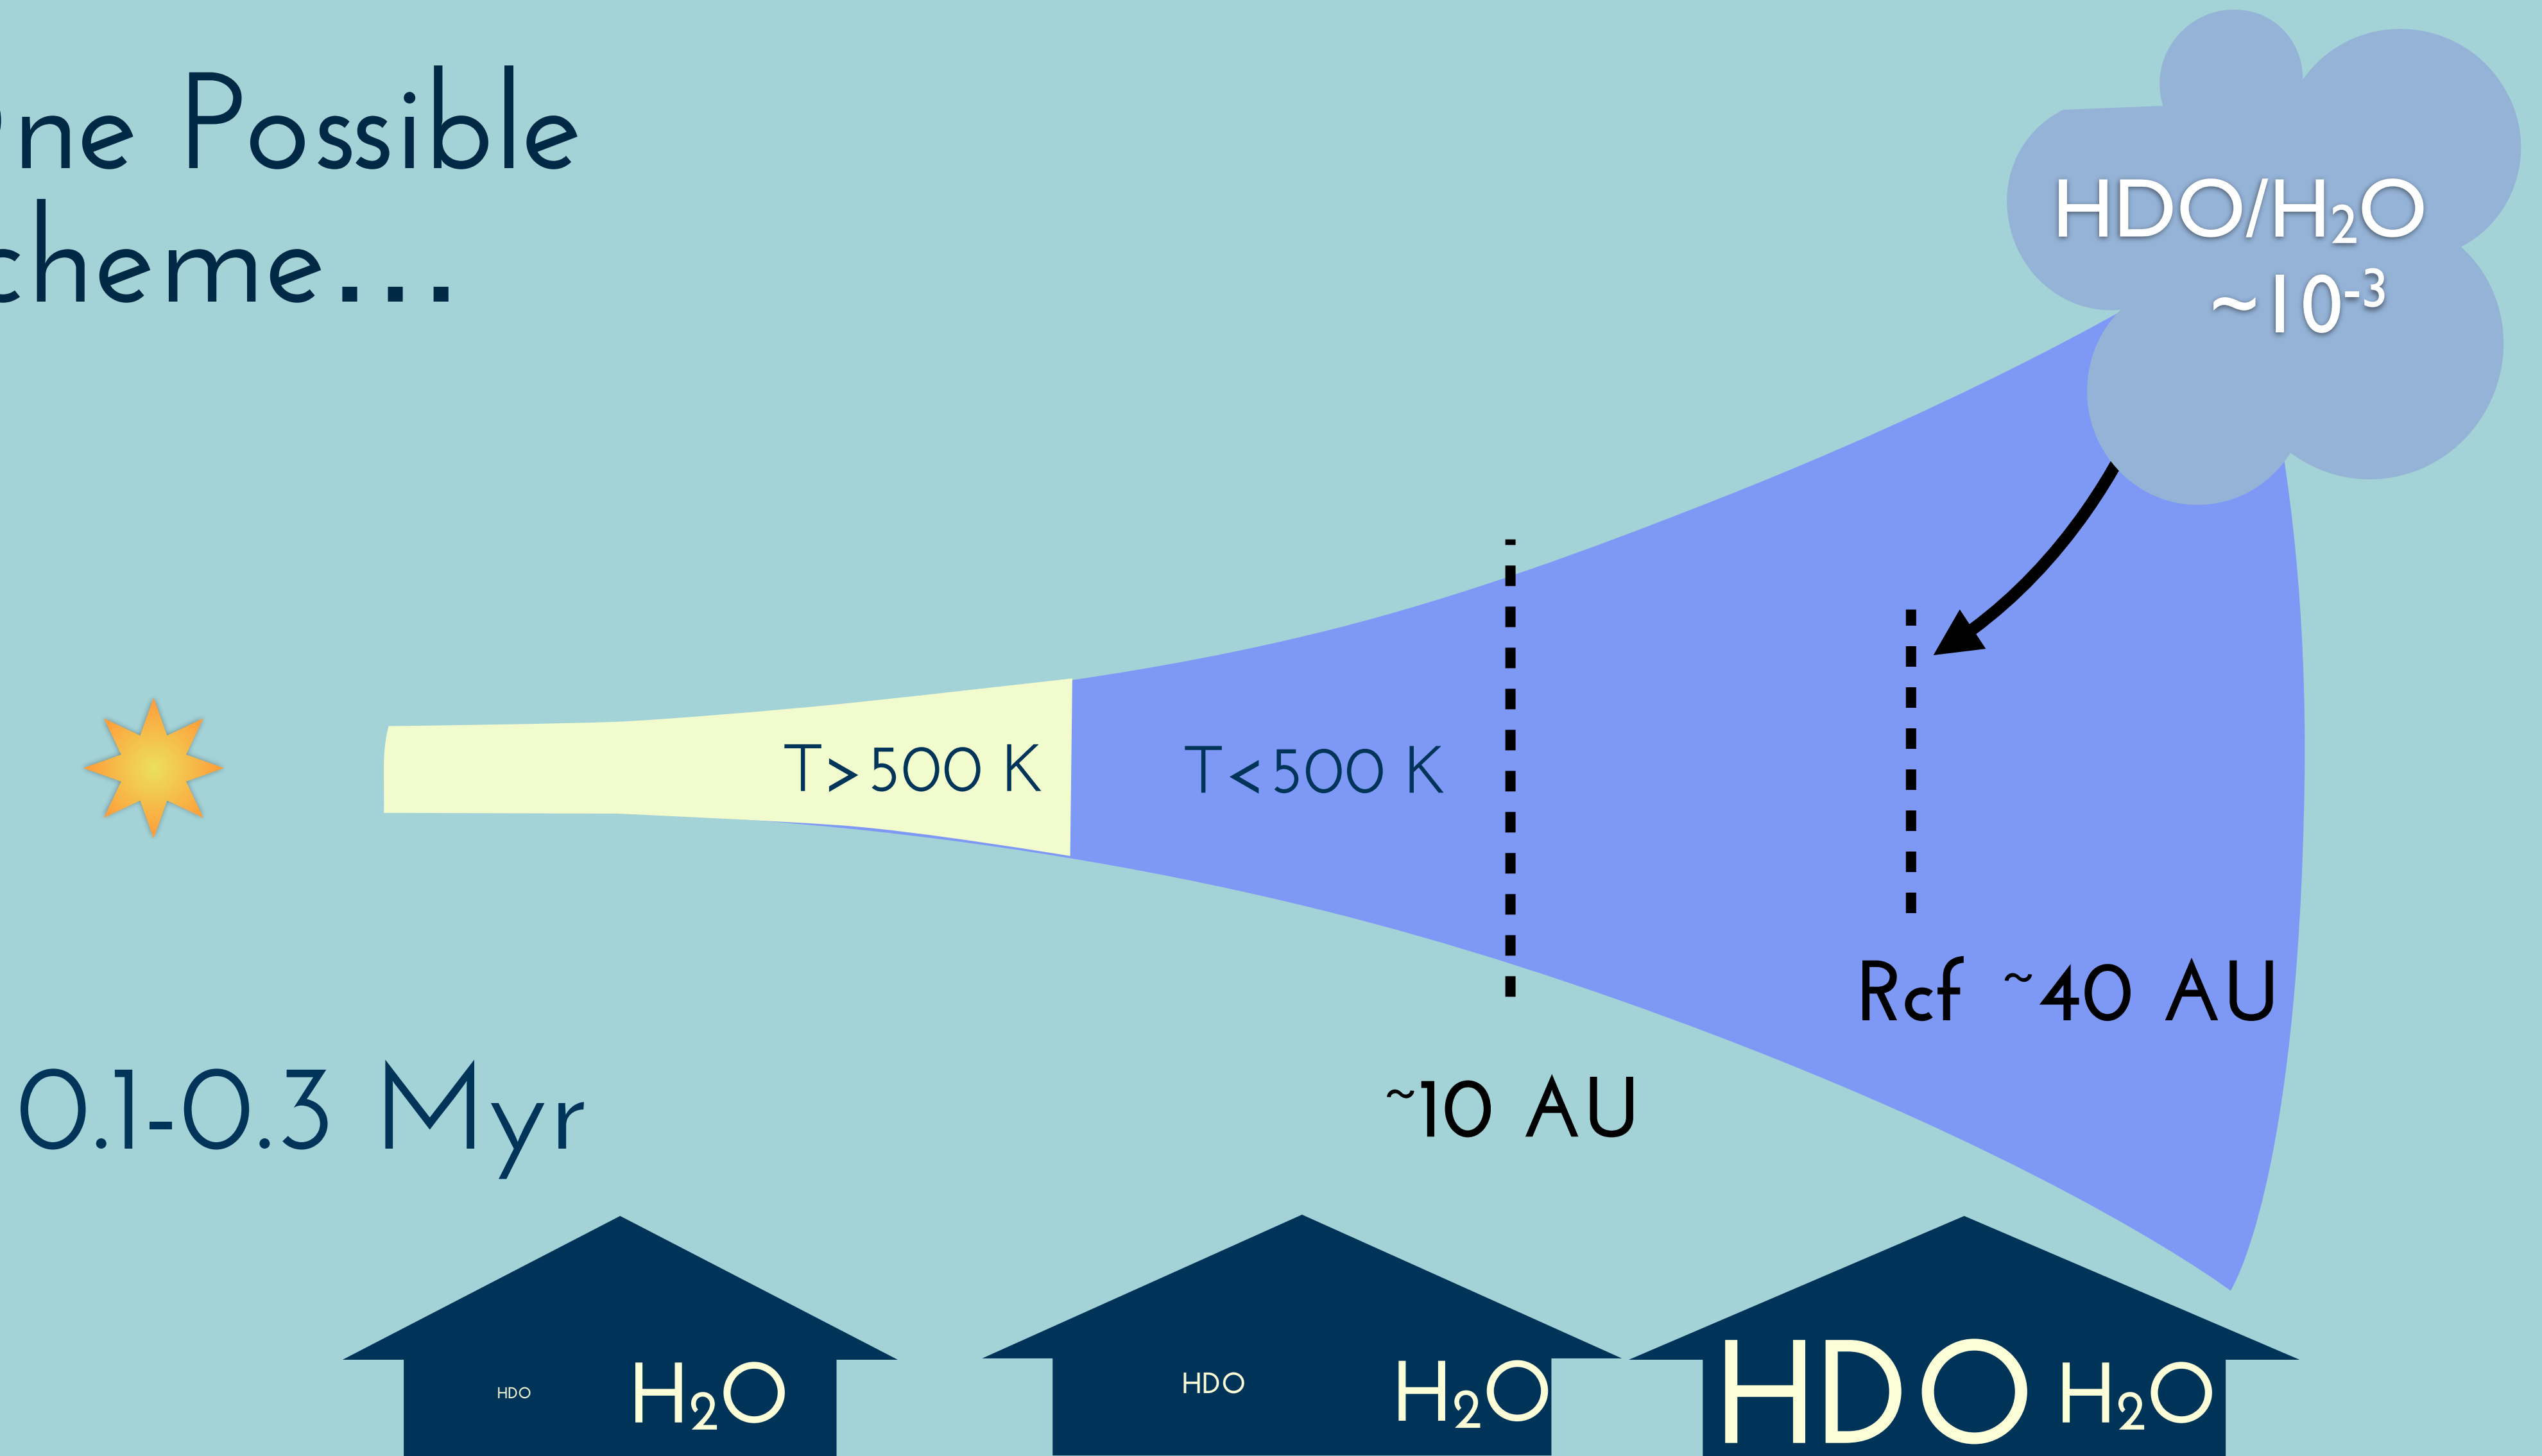 ne Possible
cheme...
HDO/H₂O
~10⁻³
T>500 K
T<500 K
Rcf ~40 AU
~10 AU
0.1-0.3 Myr
HDO H₂O
HDO H₂O
HDO H₂O